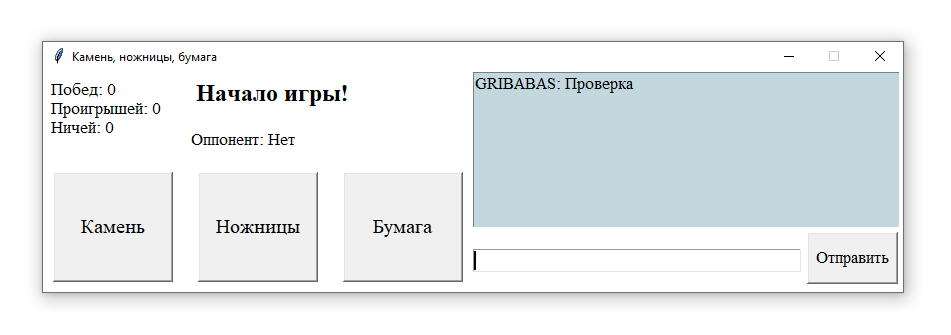 Камень, ножницы, бумага
Побед: 0
Проигрышей: 0
Ничей: 0
Начало игры!
Оппонент: Нет
Камень
Ножницы
Бумага
GRIBABAS: Проверка
Отправить